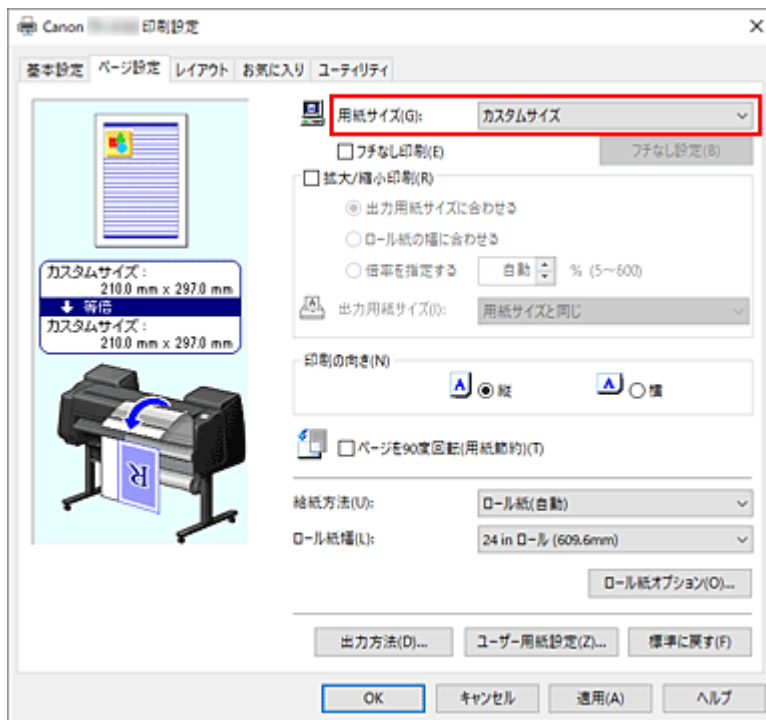 Canon 印刷設定
基本設定 ページ設定 レイアウト お気に入り ユーティリティ
用紙サイズ(G): カスタムサイズ
フチなし印刷(E) フチなし設定(B)
拡大/縮小印刷(R)
出力用紙サイズに合わせる
ロール紙の幅に合わせる
倍率を指定する 自動 % (5～600)
出力用紙サイズ(I): 用紙サイズと同じ
カスタムサイズ :
210.0 mm x 297.0 mm
等倍
カスタムサイズ :
210.0 mm x 297.0 mm
印刷の向き(N)
A 縦 A 横
R
ページを90度回転(用紙節約)(T)
給紙方法(U): ロール紙(自動)
ロール紙幅(L): 24 in ロール (609.6mm)
ロール紙オプション(O)...
出力方法(D)... ユーザー用紙設定(Z)... 標準に戻す(F)
OK キャンセル 適用(A) ヘルプ